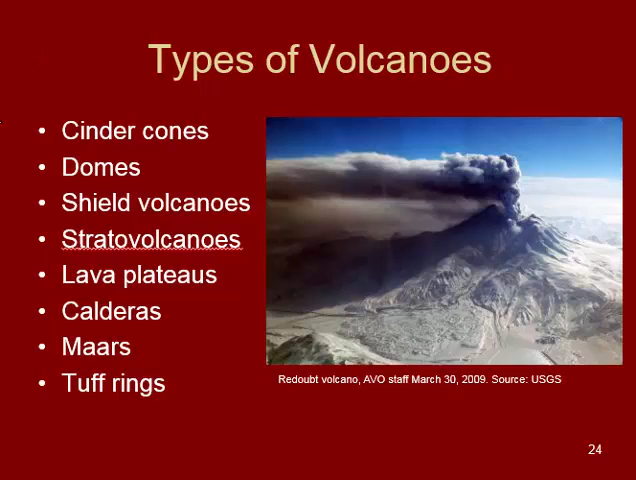 Types of Volcanoes
• Cinder cones
• Domes
• Shield volcanoes
• Stratovolcanoes
• Lava plateaus
• Calderas
• Maars
• Tuff rings
Redoubt volcano, AVO staff March 30, 2009. Source: USGS
24